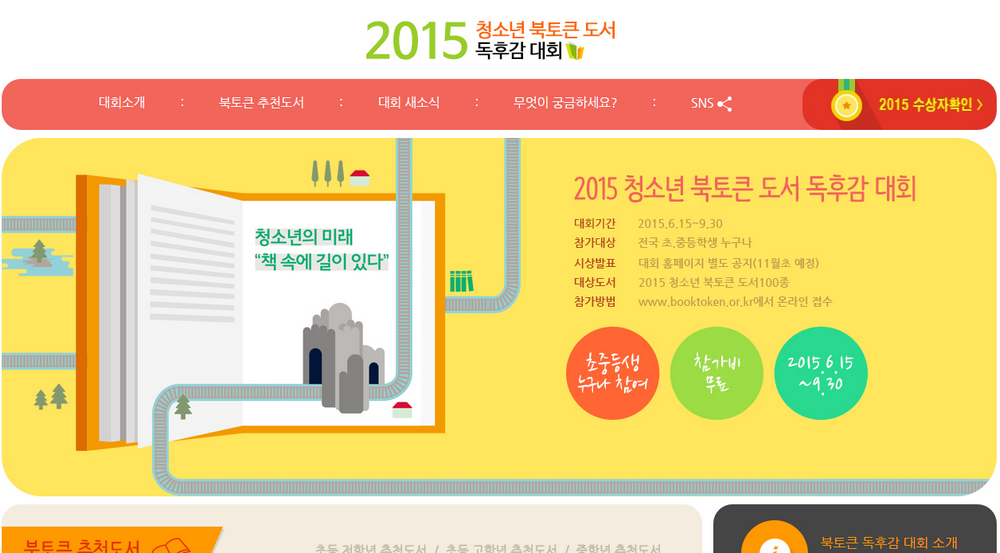 2015 청소년 북토큰 도서
독후감 대회
대회소개 : 북토큰 추천도서 : 대회 새소식 : 무엇이 궁금하세요? : SNS
2015 수상자확인 >
청소년의 미래
“책 속에 길이 있다”
2015 청소년 북토큰 도서 독후감 대회
대회기간 2015.6.15~9.30
참가대상 전국 초.중등학생 누구나
시상발표 대회 홈페이지 별도 공지(11월초 예정)
대상도서 2015 청소년 북토큰 도서100종
참가방법 www.booktoken.or.kr에서 온라인 접수
초중등생
누구나 참여
참가비
무료
2015.6.15
~9.30
북토큰 추천도서
초등 저학년 추천도서 / 초등 고학년 추천도서 / 중학년 추천도서
북토큰 독후감 대회 소개